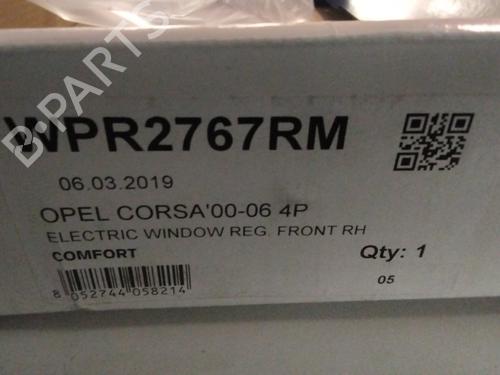 WPR2767RM
06.03.2019
OPEL CORSA'00-06 4P
ELECTRIC WINDOW REG. FRONT RH
COMFORT
Qty: 1
05
8 052744 058214
B-PARTS